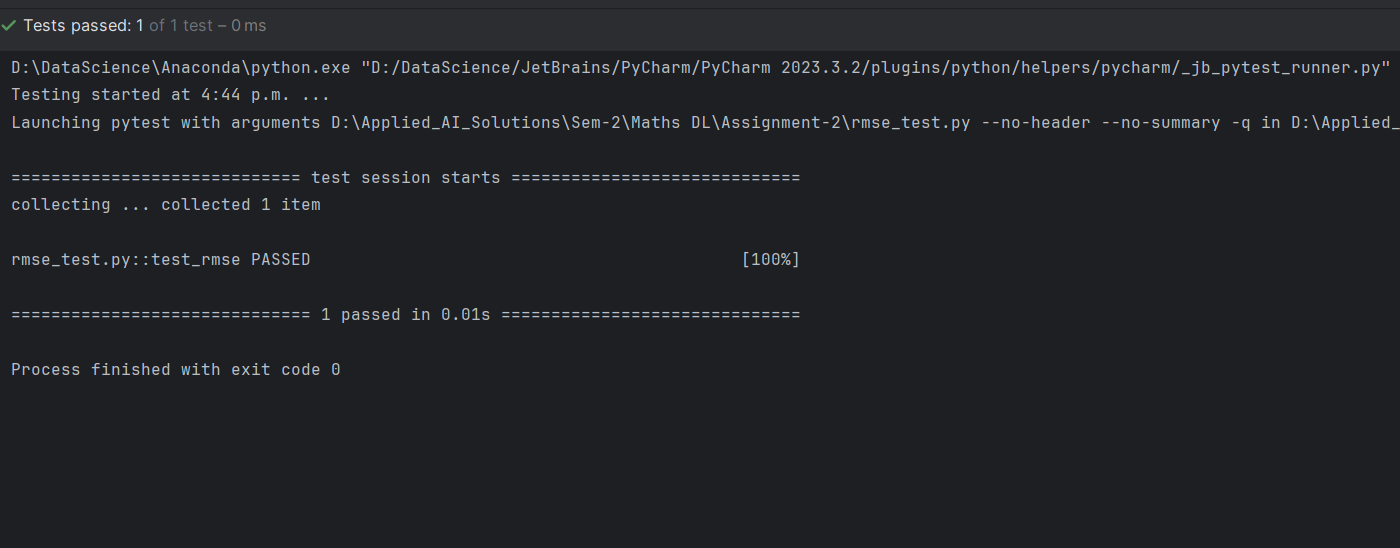 Tests passed: 1 of 1 test – 0 ms
D:\DataScience\Anaconda\python.exe "D:/DataScience/JetBrains/PyCharm/PyCharm 2023.3.2/plugins/python/helpers/pycharm/_jb_pytest_runner.py"
Testing started at 4:44 p.m. ...
Launching pytest with arguments D:\Applied_AI_Solutions\Sem-2\Maths DL\Assignment-2\rmse_test.py --no-header --no-summary -q in D:\Applied_
============================= test session starts =============================
collecting ... collected 1 item
rmse_test.py::test_rmse PASSED [100%]
============================== 1 passed in 0.01s ==============================
Process finished with exit code 0